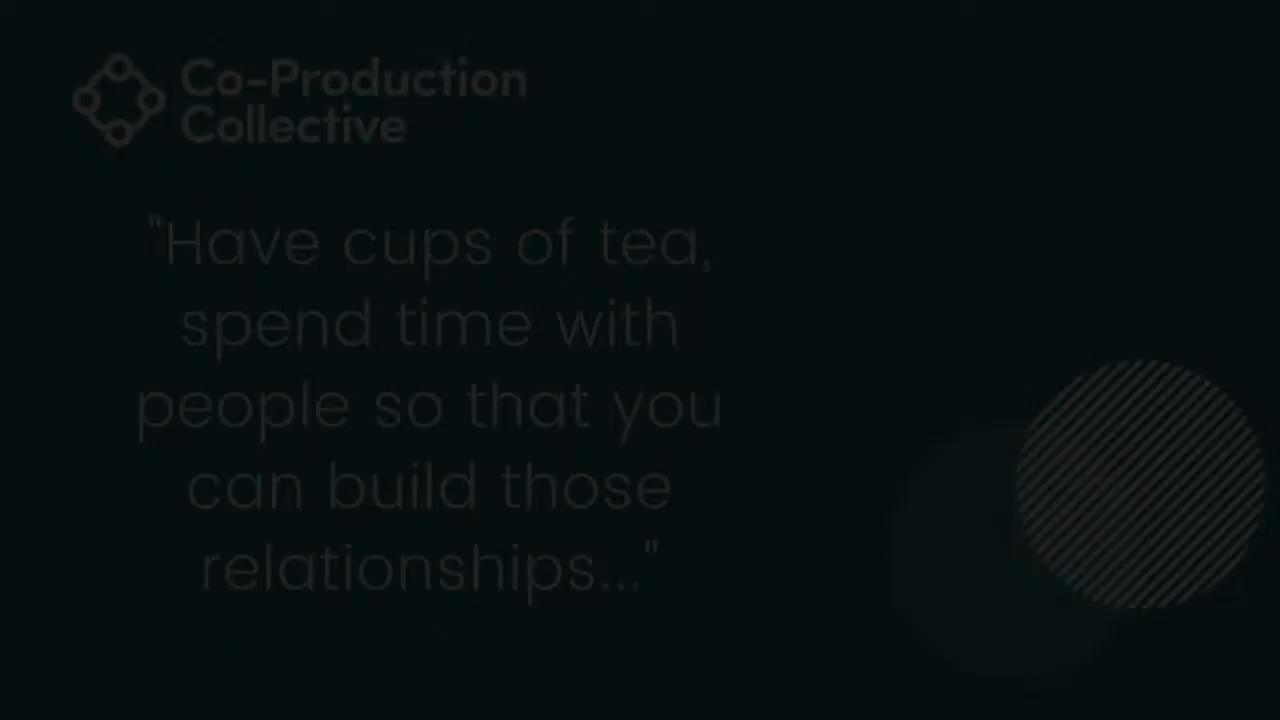 Co-Production
Collective
"Have cups of tea,
spend time with
people so that you
can build those
relationships..."